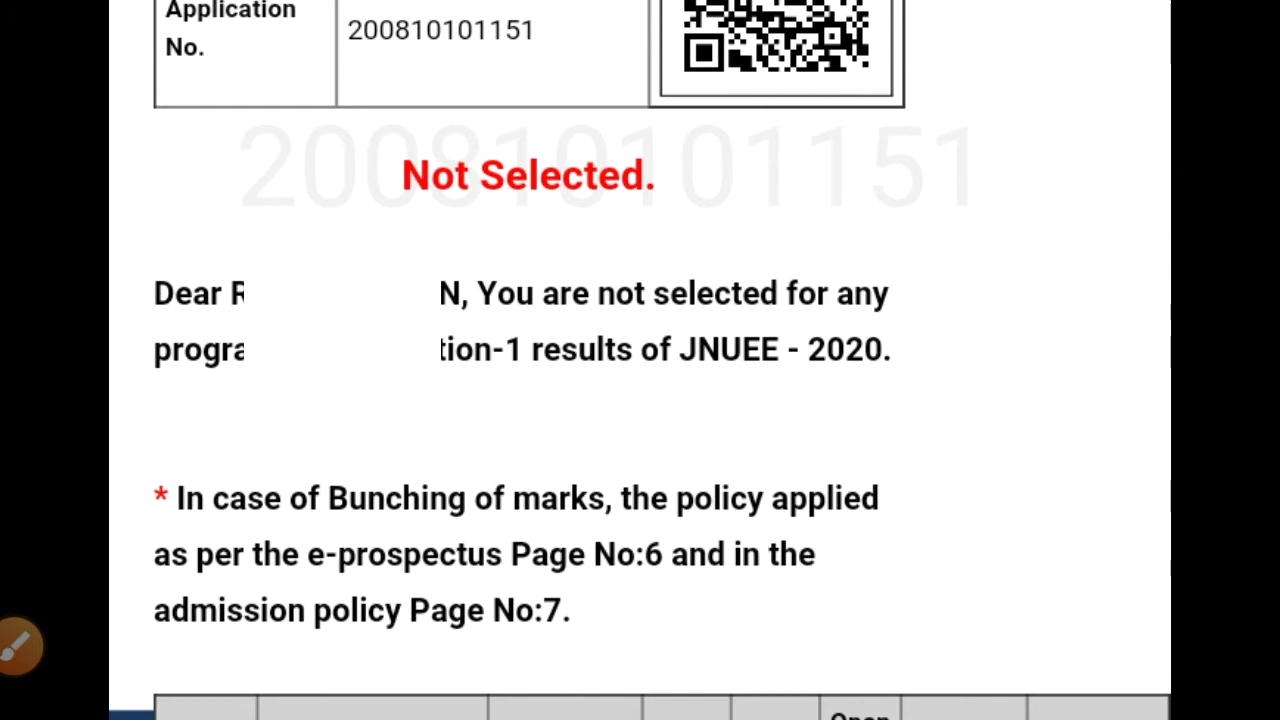 Application
No.
200810101151
200810101151
Not Selected.
Dear R N, You are not selected for any
progra tion-1 results of JNUEE - 2020.
* In case of Bunching of marks, the policy applied
as per the e-prospectus Page No:6 and in the
admission policy Page No:7.
Open